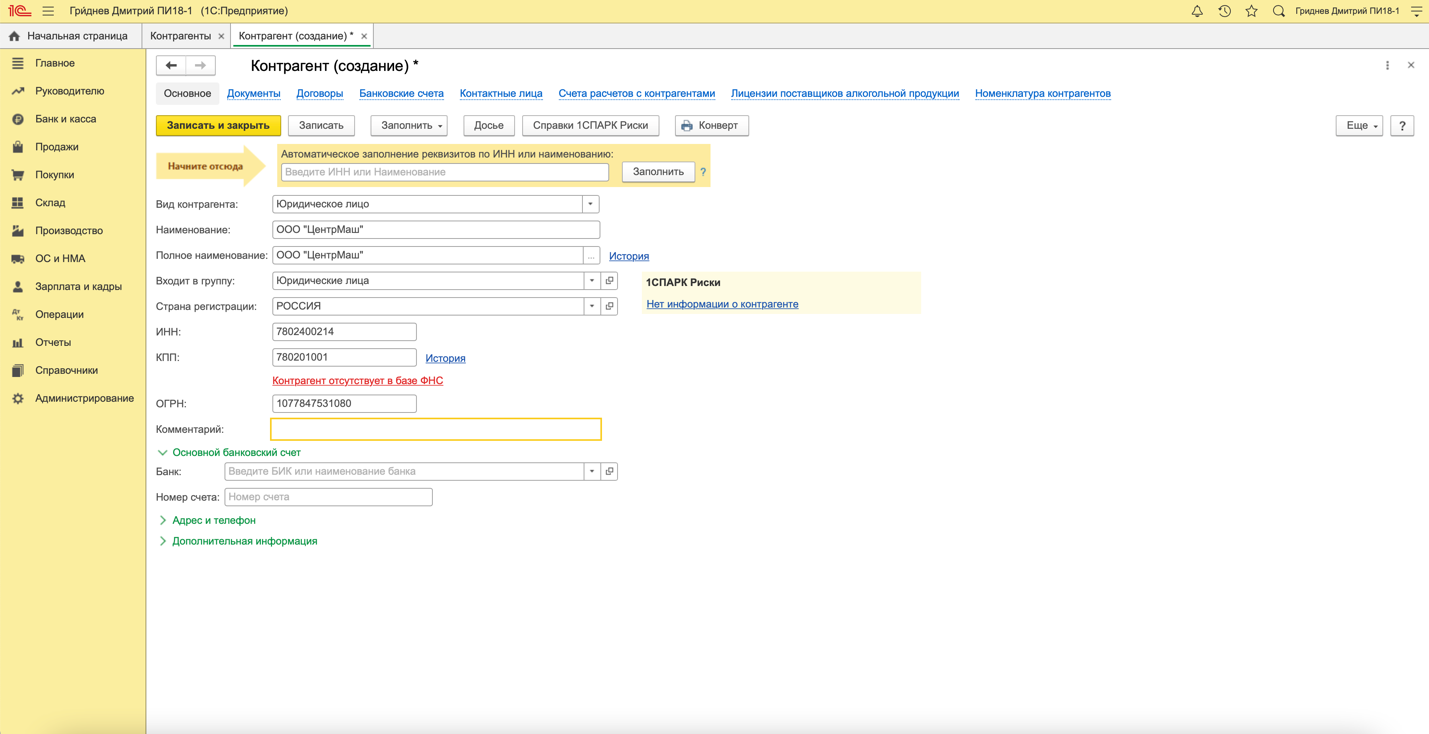 1С Гриднев Дмитрий ПИ18-1 (1С:Предприятие) Гриднев Дмитрий ПИ18-1
Начальная страница Контрагенты × Контрагент (создание) * ×
Главное
Руководителю
Банк и касса
Продажи
Покупки
Склад
Производство
ОС и НМА
Зарплата и кадры
Дт Кт Операции
Отчеты
Справочники
Администрирование
Контрагент (создание) *
Основное Документы Договоры Банковские счета Контактные лица Счета расчетов с контрагентами Лицензии поставщиков алкогольной продукции Номенклатура контрагентов
Записать и закрыть Записать Заполнить Досье Справки 1СПАРК Риски Конверт Еще ?
Начните отсюда
Автоматическое заполнение реквизитов по ИНН или наименованию:
Введите ИНН или Наименование Заполнить ?
Вид контрагента: Юридическое лицо
Наименование: ООО "ЦентрМаш"
Полное наименование: ООО "ЦентрМаш" ... История
Входит в группу: Юридические лица
Страна регистрации: РОССИЯ
1СПАРК Риски
Нет информации о контрагенте
ИНН: 7802400214
КПП: 780201001 История
Контрагент отсутствует в базе ФНС
ОГРН: 1077847531080
Комментарий:
Основной банковский счет
Банк: Введите БИК или наименование банка
Номер счета: Номер счета
Адрес и телефон
Дополнительная информация